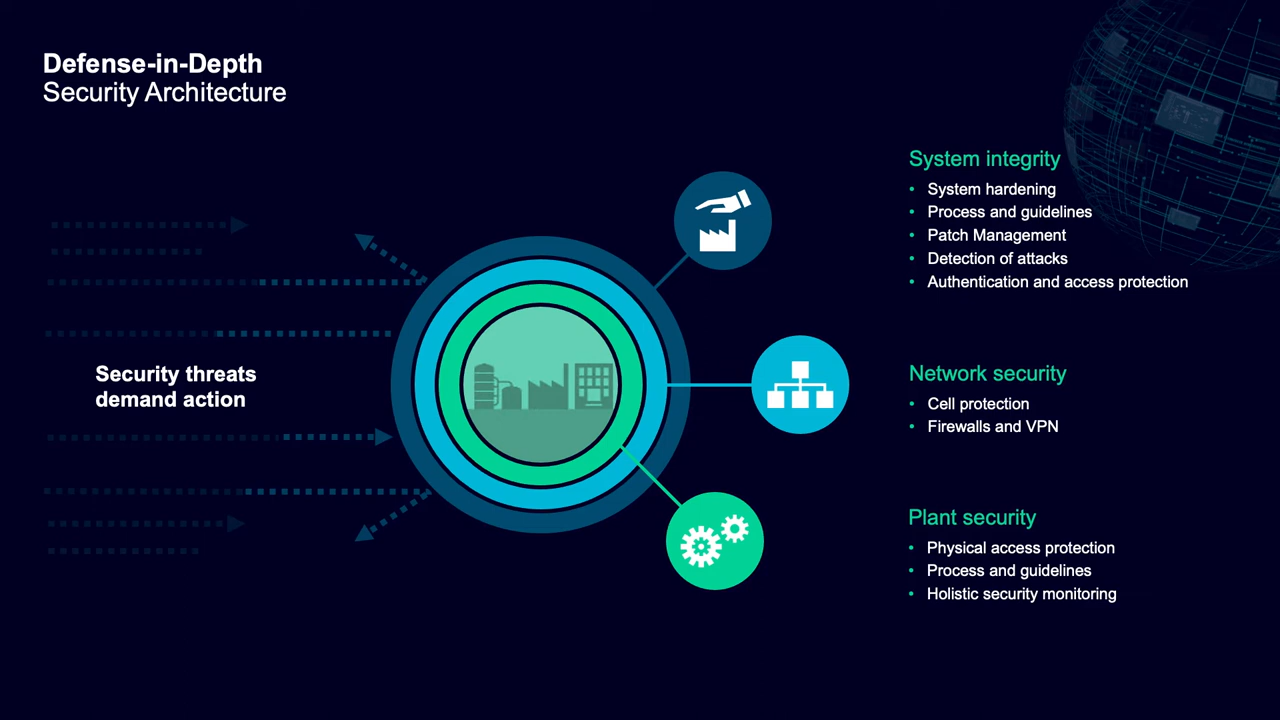 Defense-in-Depth
Security Architecture
Security threats
demand action
System integrity
• System hardening
• Process and guidelines
• Patch Management
• Detection of attacks
• Authentication and access protection
Network security
• Cell protection
• Firewalls and VPN
Plant security
• Physical access protection
• Process and guidelines
• Holistic security monitoring